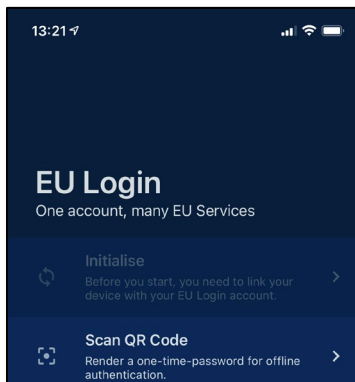 13:21
EU Login
One account, many EU Services
Initialise
Before you start, you need to link your
device with your EU Login account.
Scan QR Code
Render a one-time-password for offline
authentication.